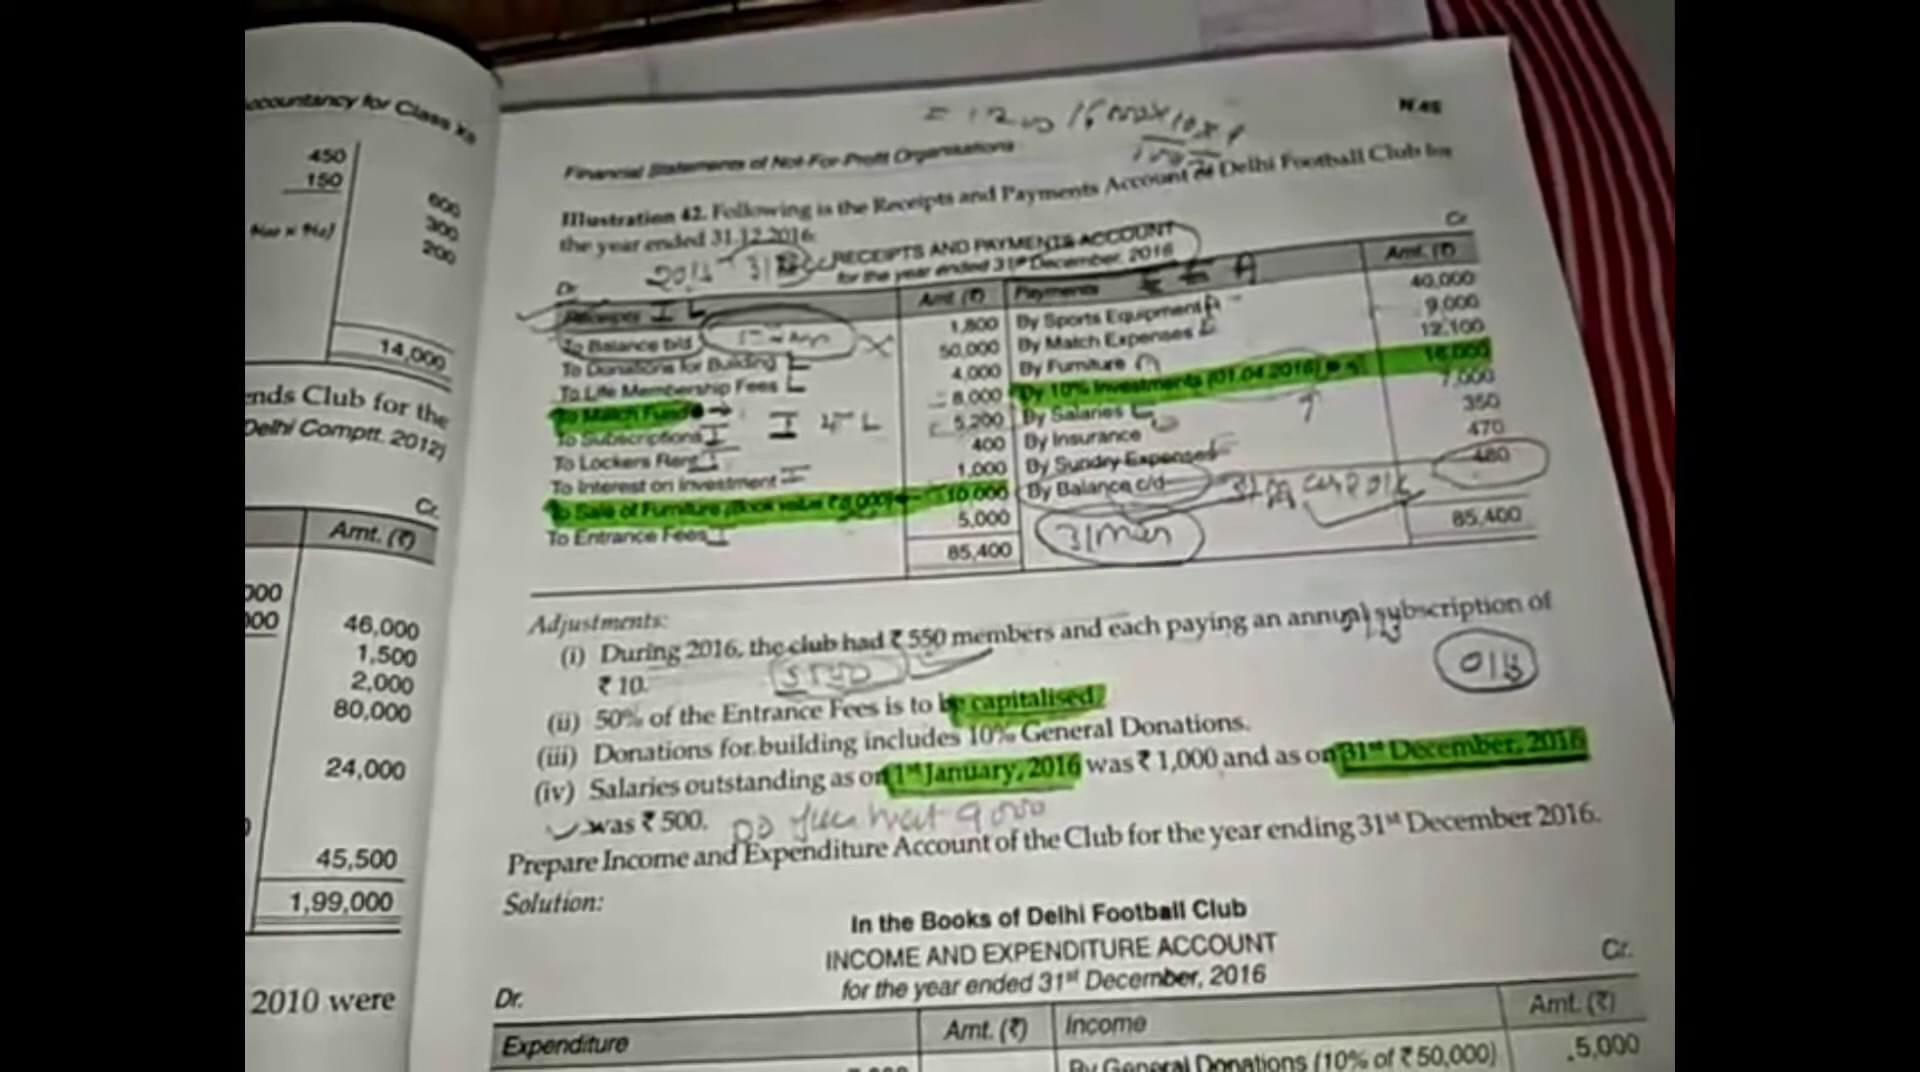 Accountancy for Class
450
150
600
300
200
14,000
ends Club for the
Delhi Comptt. 2012)
Cr.
Amt. (₹)
000
000
46,000
1,500
2,000
80,000
24,000
45,500
1,99,000
2010 were
Financial Statements of Not-For-Profit Organisations
Illustration 42. Following is the Receipts and Payments Account of Delhi Football Club for
the year ended 31.12.2016:
RECEIPTS AND PAYMENTS ACCOUNT
for the year ended 31st December, 2016
Dr. Cr.
Receipts Amt. (₹) Payments Amt. (₹)
To Balance b/d 1,800 By Sports Equipment 40,000
To Donations for Building 50,000 By Match Expenses 9,000
To Life Membership Fees 4,000 By Furniture 12,100
To Match Fund 8,000 By 10% Investments (01.04.2016) 16,000
To Subscriptions 5,200 By Salaries 7,000
To Lockers Rent 400 By Insurance 350
To Interest on Investment 1,000 By Sundry Expenses 470
To Sale of Furniture (Book value ₹8,000) 10,000 By Balance c/d 480
To Entrance Fees 5,000
31 Mar
85,400 85,400
Adjustments:
(i) During 2016, the club had ₹ 550 members and each paying an annual subscription of
₹ 10.
O/B
(ii) 50% of the Entrance Fees is to be capitalised.
(iii) Donations for building includes 10% General Donations.
(iv) Salaries outstanding as on 1st January, 2016 was ₹ 1,000 and as on 31st December, 2016
was ₹ 500.
Prepare Income and Expenditure Account of the Club for the year ending 31st December 2016.
Solution:
In the Books of Delhi Football Club
INCOME AND EXPENDITURE ACCOUNT
for the year ended 31st December, 2016
Dr. Cr.
Expenditure Amt. (₹) Income Amt. (₹)
By General Donations (10% of ₹ 50,000) 5,000